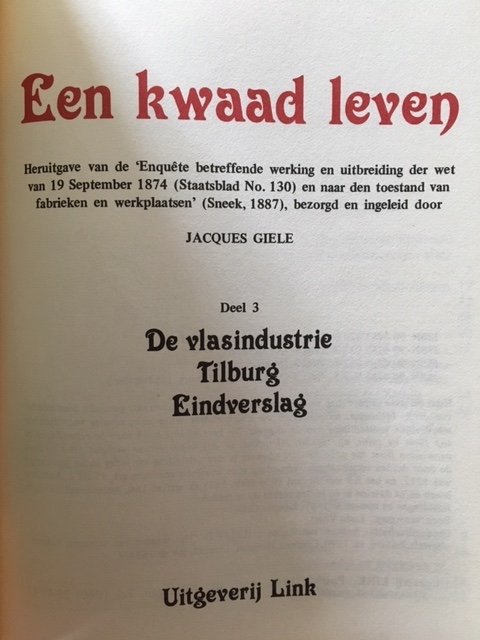 Een kwaad leven
Heruitgave van de 'Enquête betreffende werking en uitbreiding der wet
van 19 September 1874 (Staatsblad No. 130) en naar den toestand van
fabrieken en werkplaatsen' (Sneek, 1887), bezorgd en ingeleid door
JACQUES GIELE
Deel 3
De vlasindustrie
Tilburg
Eindverslag
Uitgeverij Link